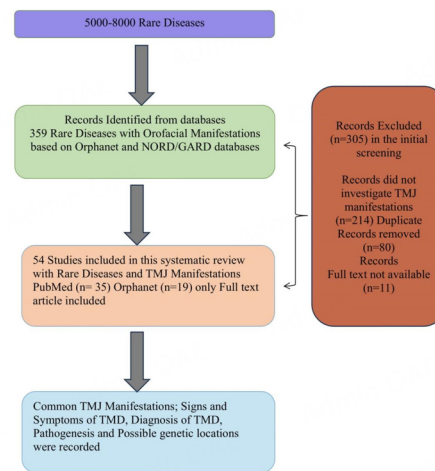 5000-8000 Rare Diseases
Records Identified from databases
359 Rare Diseases with Orofacial Manifestations
based on Orphanet and NORD/GARD databases
54 Studies included in this systematic review
with Rare Diseases and TMJ Manifestations
PubMed (n= 35) Orphanet (n=19) only Full text
article included
Common TMJ Manifestations; Signs and
Symptoms of TMD, Diagnosis of TMD,
Pathogenesis and Possible genetic locations
were recorded
Records Excluded
(n=305) in the initial
screening
Records did not
investigate TMJ
manifestations
(n=214) Duplicate
Records removed
(n=80)
Records
Full text not available
(n=11)